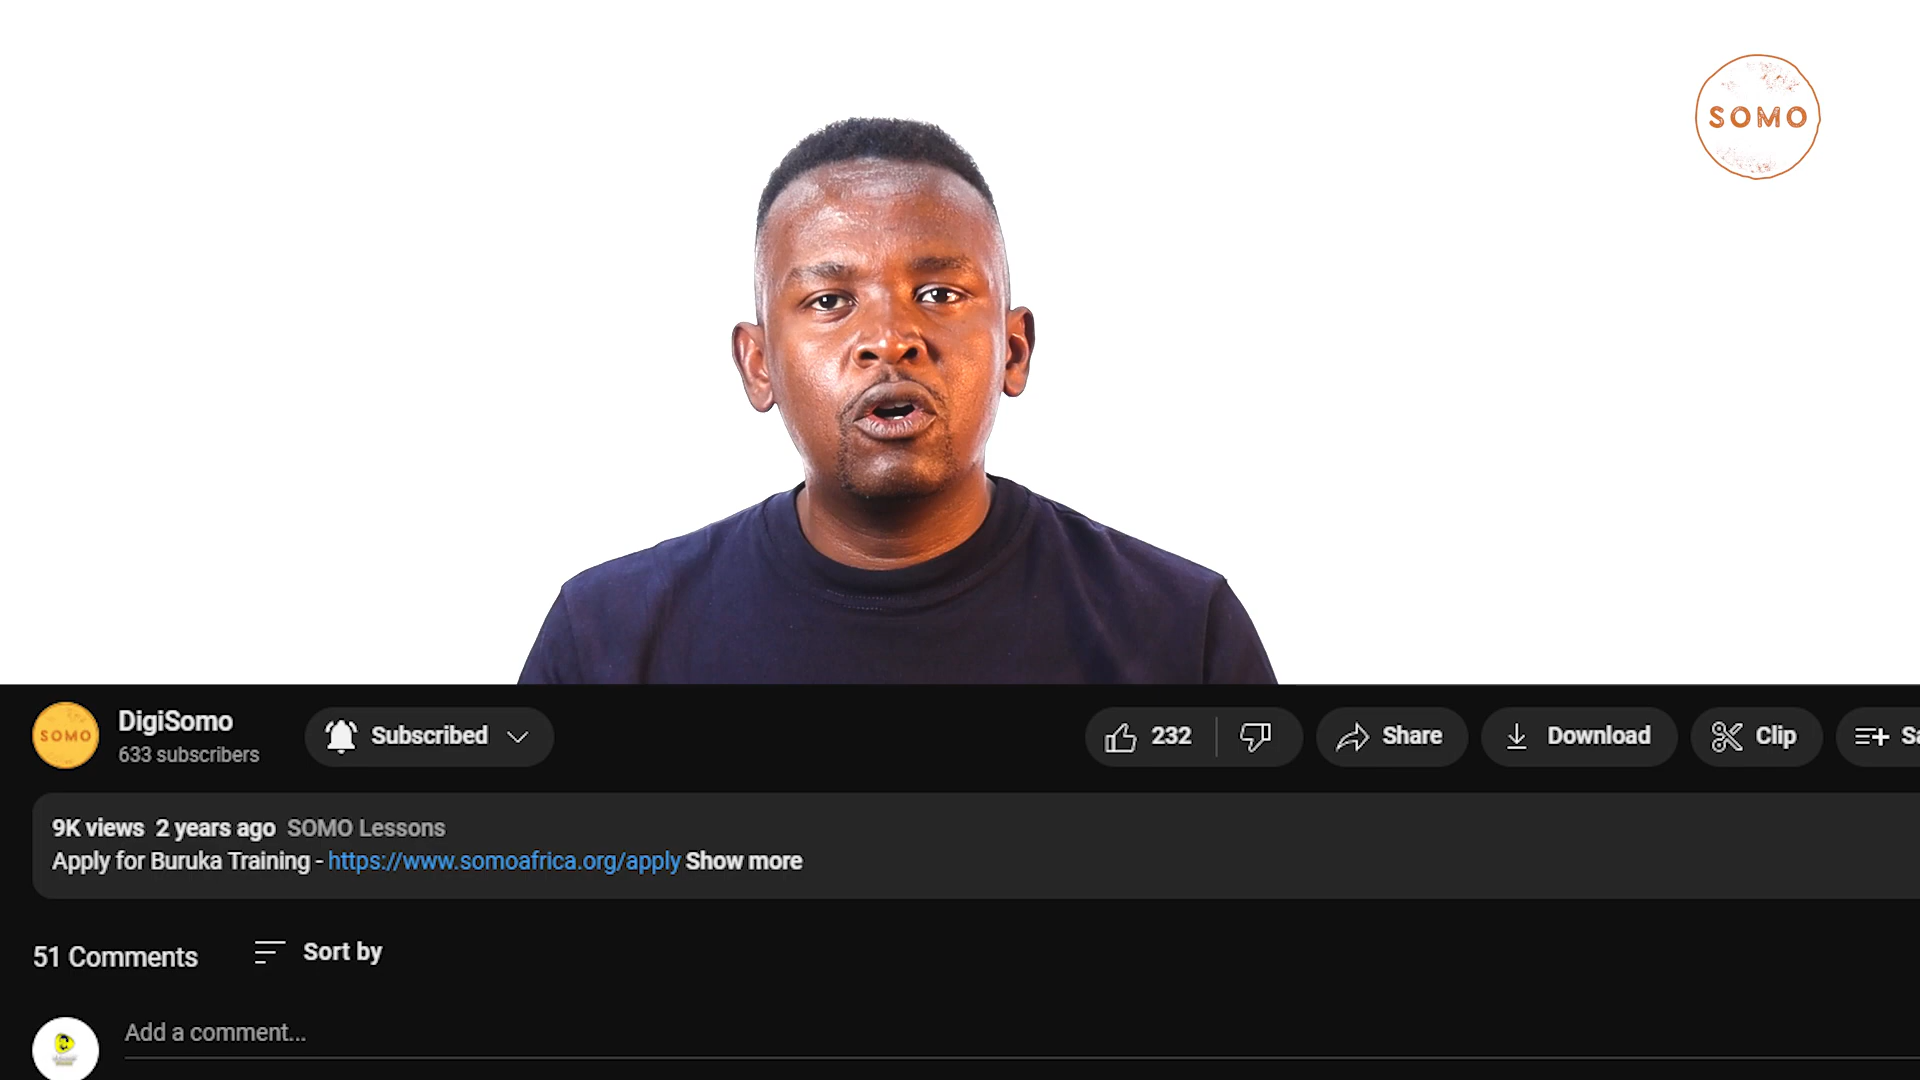 SOMO
SOMO
DigiSomo
633 subscribers
Subscribed
232
Share
Download
Clip
9K views 2 years ago SOMO Lessons
Apply for Buruka Training - https://www.somoafrica.org/apply Show more
51 Comments
Sort by
Add a comment...